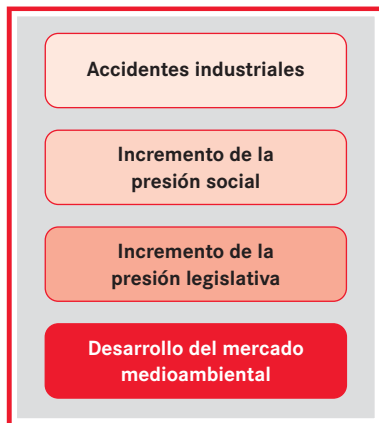 Accidentes industriales
Incremento de la
presión social
Incremento de la
presión legislativa
Desarrollo del mercado
medioambiental